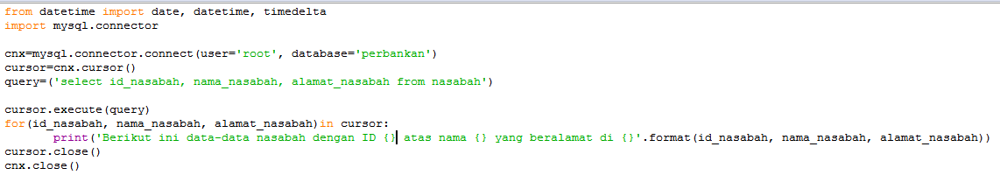 from datetime import date, datetime, timedelta
import mysql.connector

cnx=mysql.connector.connect(user='root', database='perbankan')
cursor=cnx.cursor()
query=('select id_nasabah, nama_nasabah, alamat_nasabah from nasabah')

cursor.execute(query)
for(id_nasabah, nama_nasabah, alamat_nasabah)in cursor:
       print('Berikut ini data-data nasabah dengan ID {} atas nama {} yang beralamat di {}'.format(id_nasabah, nama_nasabah, alamat_nasabah))
cursor.close()
cnx.close()